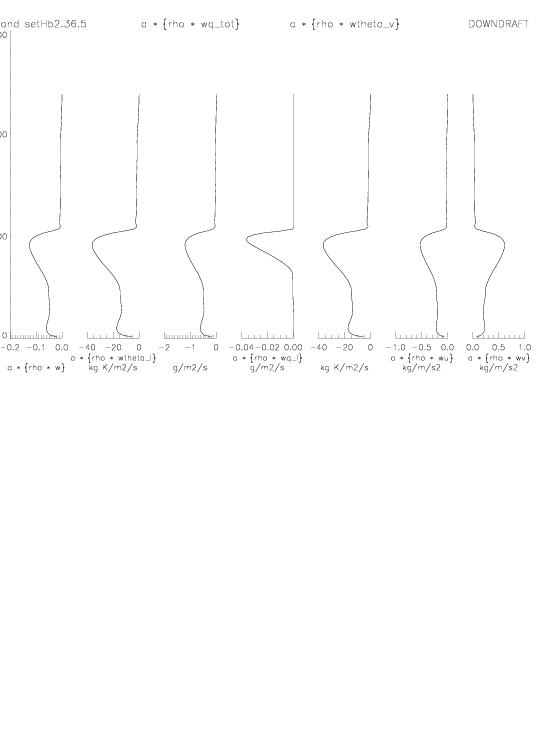 and setHb2.36.5 a * {rho * wq_tot} a * {rho * wtheta_v} DOWNDRAFT
00
00
00
0
-0.2 -0.1 0.0 -40 -20 0 -2 -1 0 -0.04-0.02 0.00 -40 -20 0 -1.0 -0.5 0.0 0.0 0.5 1.0
a * {rho * wtheta_l} a * {rho * wq_l} a * {rho * wu} a * {rho * wv}
a * {rho * w} kg K/m2/s g/m2/s g/m2/s kg K/m2/s kg/m/s2 kg/m/s2